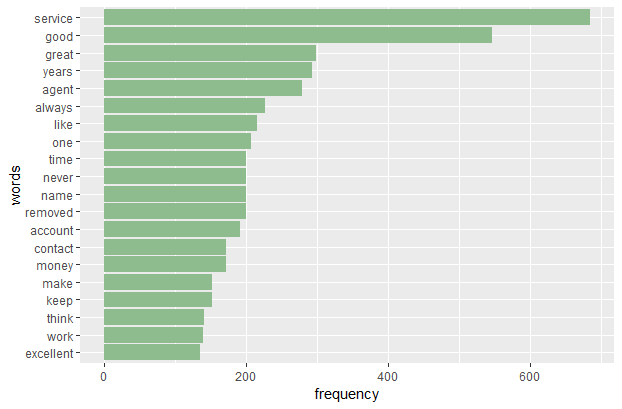 service
good
great
years
agent
always
like
one
time
never
name
removed
account
contact
money
make
keep
think
work
excellent
words
0 200 400 600
frequency